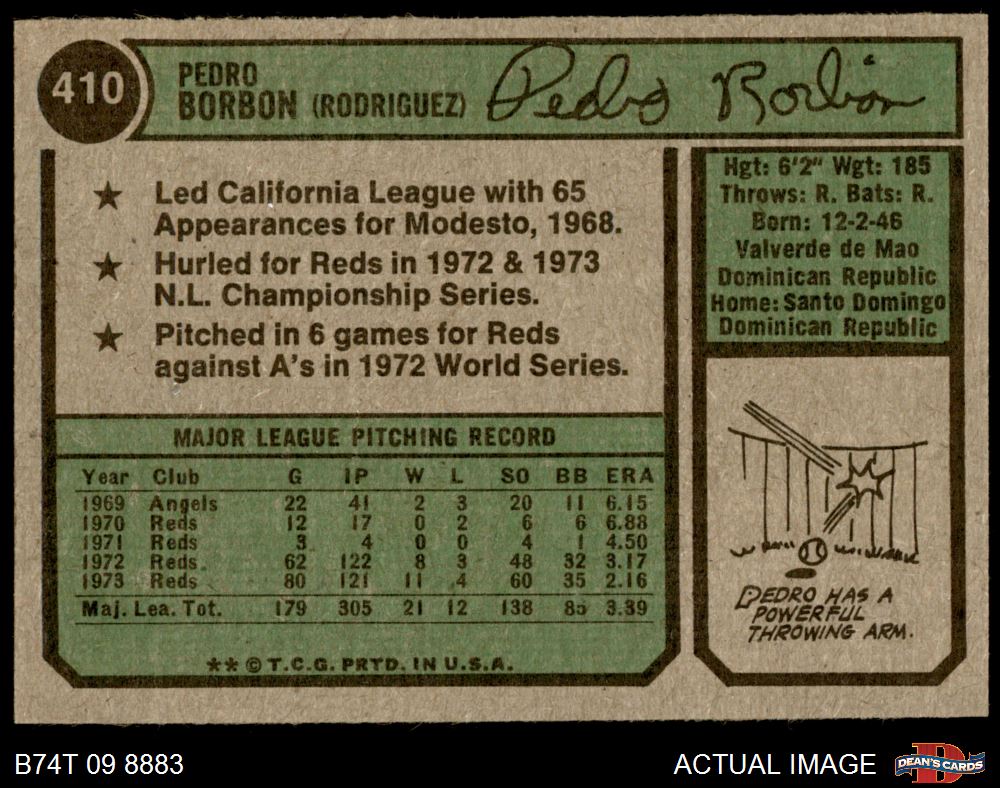 410
PEDRO
BORBON (RODRIGUEZ)
Pedro Borbon
★ Led California League with 65
Appearances for Modesto, 1968.
★ Hurled for Reds in 1972 & 1973
N.L. Championship Series.
★ Pitched in 6 games for Reds
against A's in 1972 World Series.
Hgt: 6'2" Wgt: 185
Throws: R. Bats: R.
Born: 12-2-46
Valverde de Mao
Dominican Republic
Home: Santo Domingo
Dominican Republic
MAJOR LEAGUE PITCHING RECORD
Year Club G IP W L SO BB ERA
1969 Angels 22 41 2 3 20 11 6.15
1970 Reds 12 17 0 2 6 6 6.88
1971 Reds 3 4 0 0 4 1 4.50
1972 Reds 62 122 8 3 48 32 3.17
1973 Reds 80 121 11 4 60 35 2.16
Maj. Lea. Tot. 179 305 21 12 138 85 3.39
** © T.C.G. PRTD. IN U.S.A.
PEDRO HAS A
POWERFUL
THROWING ARM.
B74T 09 8883
ACTUAL IMAGE
D
DEAN'S CARDS